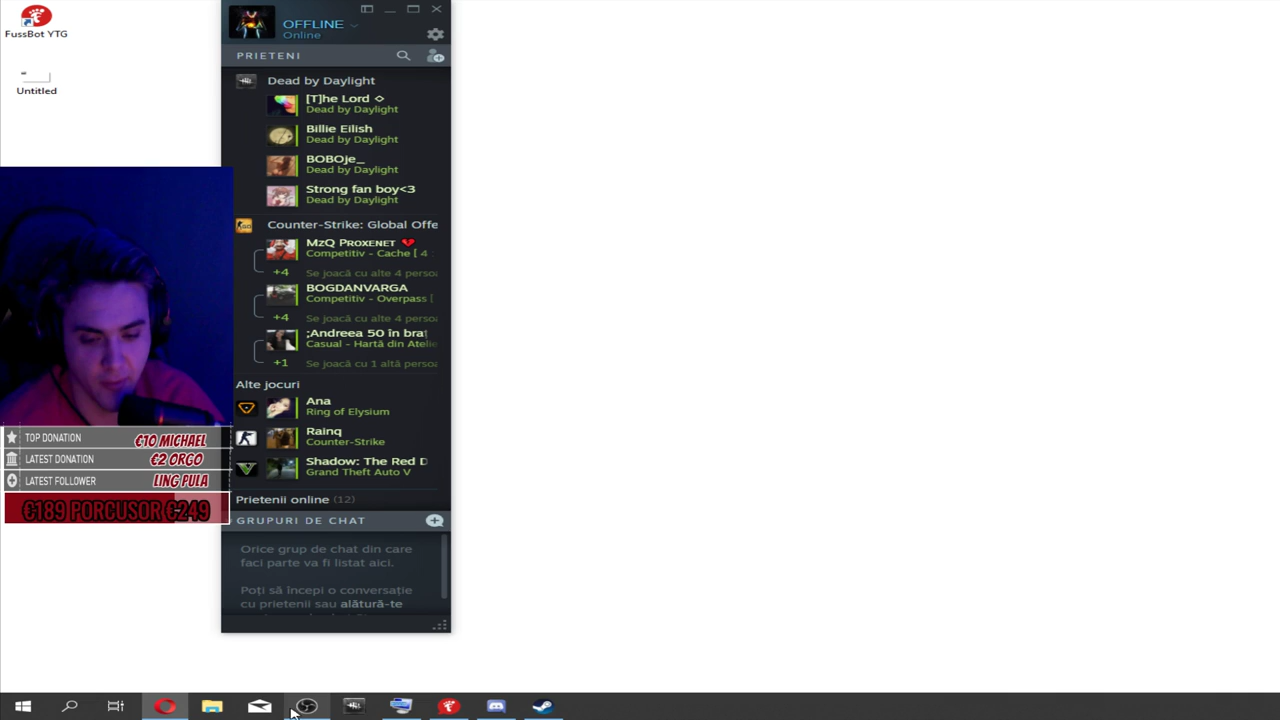 FussBot YTG
Untitled
OFFLINE
Online
PRIETENI
Dead by Daylight
[T]he Lord ◇
Dead by Daylight
Billie Eilish
Dead by Daylight
BOBOje_
Dead by Daylight
Strong fan boy<3
Dead by Daylight
Counter-Strike: Global Offe
MzQ PROXENET 💔
Competitiv - Cache [ 4
+4 Se joacă cu alte 4 persoa
BOGDANVARGA
Competitiv - Overpass [
+4 Se joacă cu alte 4 persoa
;Andreea 50 în braț
Casual - Hartă din Atelie
+1 Se joacă cu 1 altă persoa
Alte jocuri
Ana
Ring of Elysium
Rainq
Counter-Strike
Shadow: The Red D
Grand Theft Auto V
Prietenii online (12)
GRUPURI DE CHAT
Orice grup de chat din care
faci parte va fi listat aici.
Poți să începi o conversație
cu prietenii sau alătură-te
TOP DONATION €10 MICHAEL
LATEST DONATION €2 ORGO
LATEST FOLLOWER LING PULA
€189 PORCUSOR €249